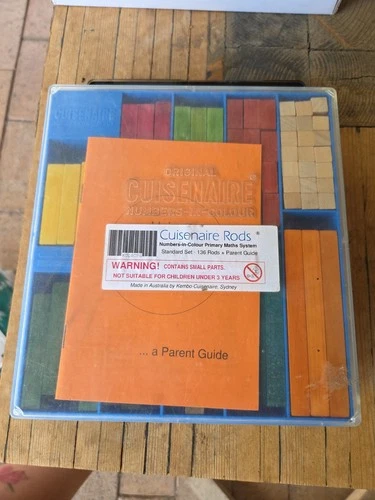 CUISENAIRE
ORIGINAL
CUISENAIRE®
NUMBERS IN COLOUR
Cuisenaire Rods®
Numbers-in-Colour Primary Maths System
Standard Set - 136 Rods + Parent Guide
WARNING! CONTAINS SMALL PARTS.
NOT SUITABLE FOR CHILDREN UNDER 3 YEARS
Made in Australia by Kembo Cuisenaire, Sydney
... a Parent Guide